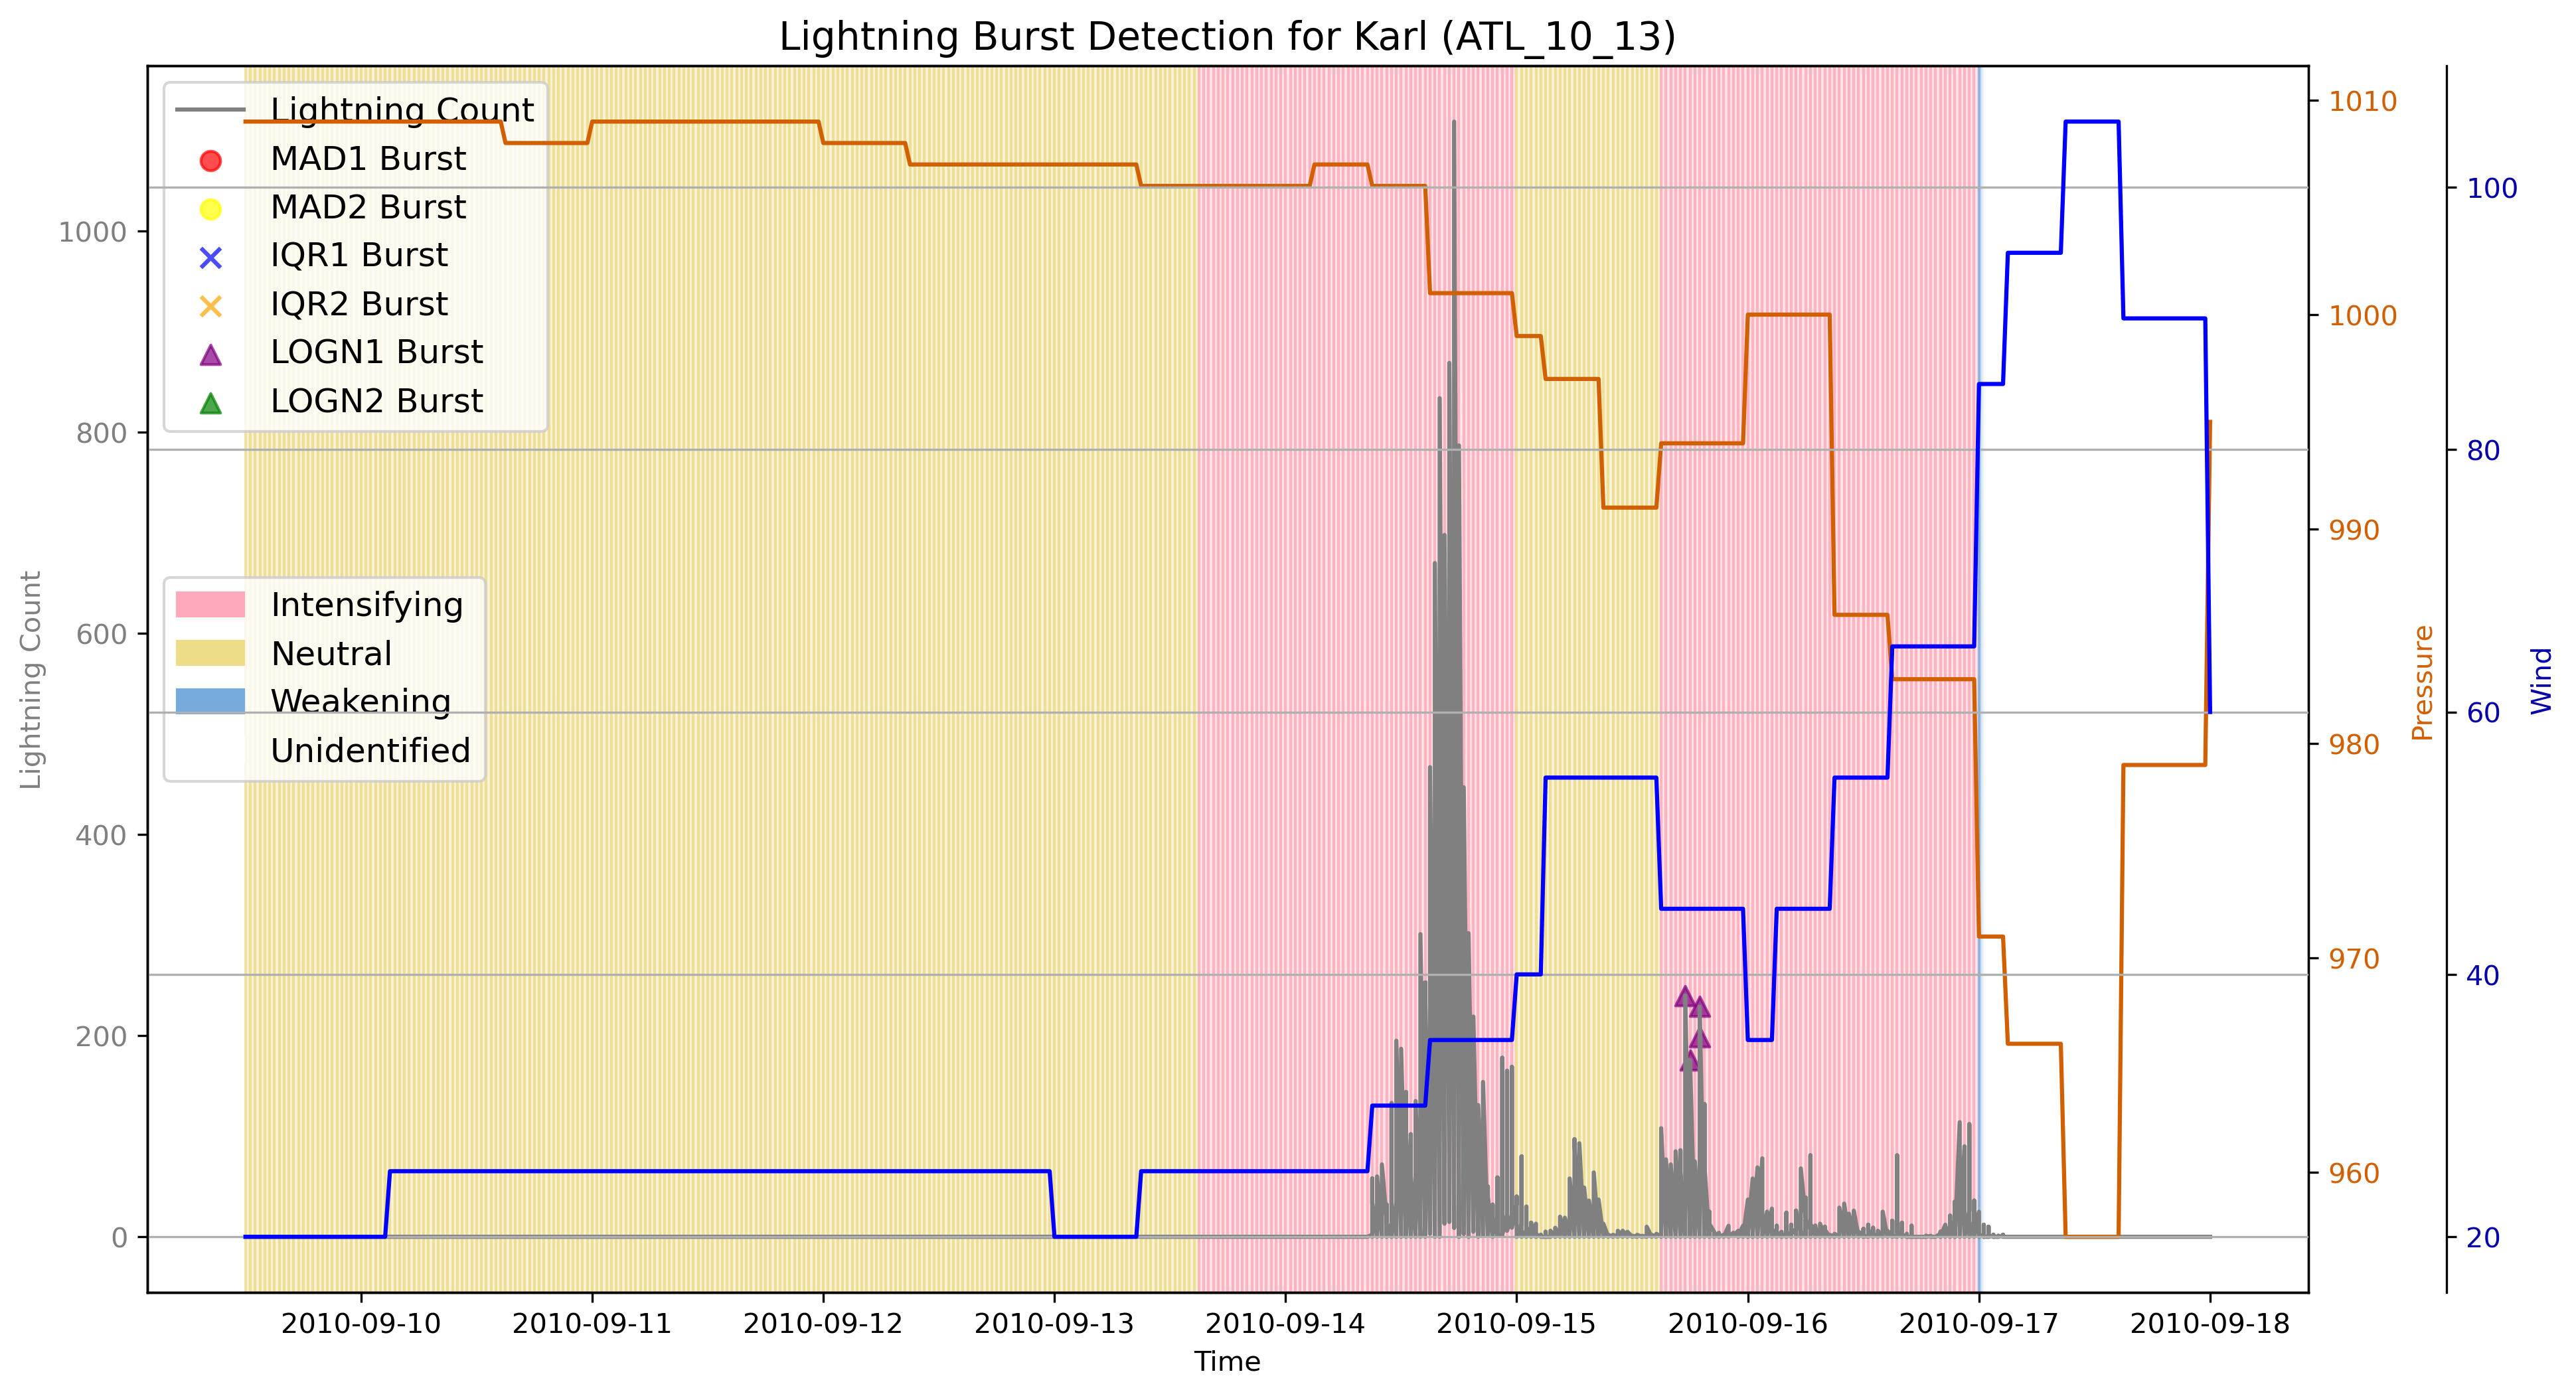 Lightning Burst Detection for Karl (ATL_10_13)
Lightning Count
MAD1 Burst
MAD2 Burst
IQR1 Burst
IQR2 Burst
LOGN1 Burst
LOGN2 Burst
Intensifying
Neutral
Weakening
Unidentified
Lightning Count
1000
800
600
400
200
0
1010
1000
990
980
970
960
Pressure
100
80
60
40
20
Wind
2010-09-10
2010-09-11
2010-09-12
2010-09-13
2010-09-14
2010-09-15
2010-09-16
2010-09-17
2010-09-18
Time